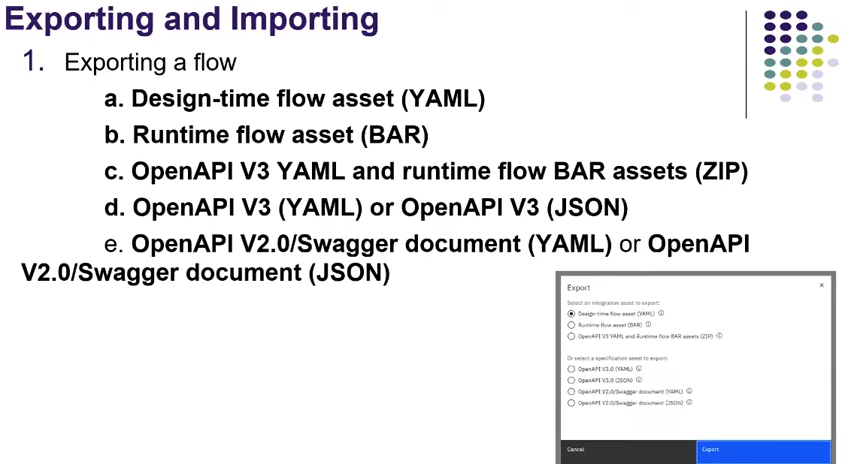 Exporting and Importing
1. Exporting a flow
a. Design-time flow asset (YAML)
b. Runtime flow asset (BAR)
c. OpenAPI V3 YAML and runtime flow BAR assets (ZIP)
d. OpenAPI V3 (YAML) or OpenAPI V3 (JSON)
e. OpenAPI V2.0/Swagger document (YAML) or OpenAPI
V2.0/Swagger document (JSON)
Export
Select an integration asset to export:
Design-time flow asset (YAML)
Runtime flow asset (BAR)
OpenAPI V3 YAML and Runtime flow BAR assets (ZIP)
Or select a specification asset to export:
OpenAPI V3.0 (YAML)
OpenAPI V3.0 (JSON)
OpenAPI V2.0/Swagger document (YAML)
OpenAPI V2.0/Swagger document (JSON)
Cancel
Export